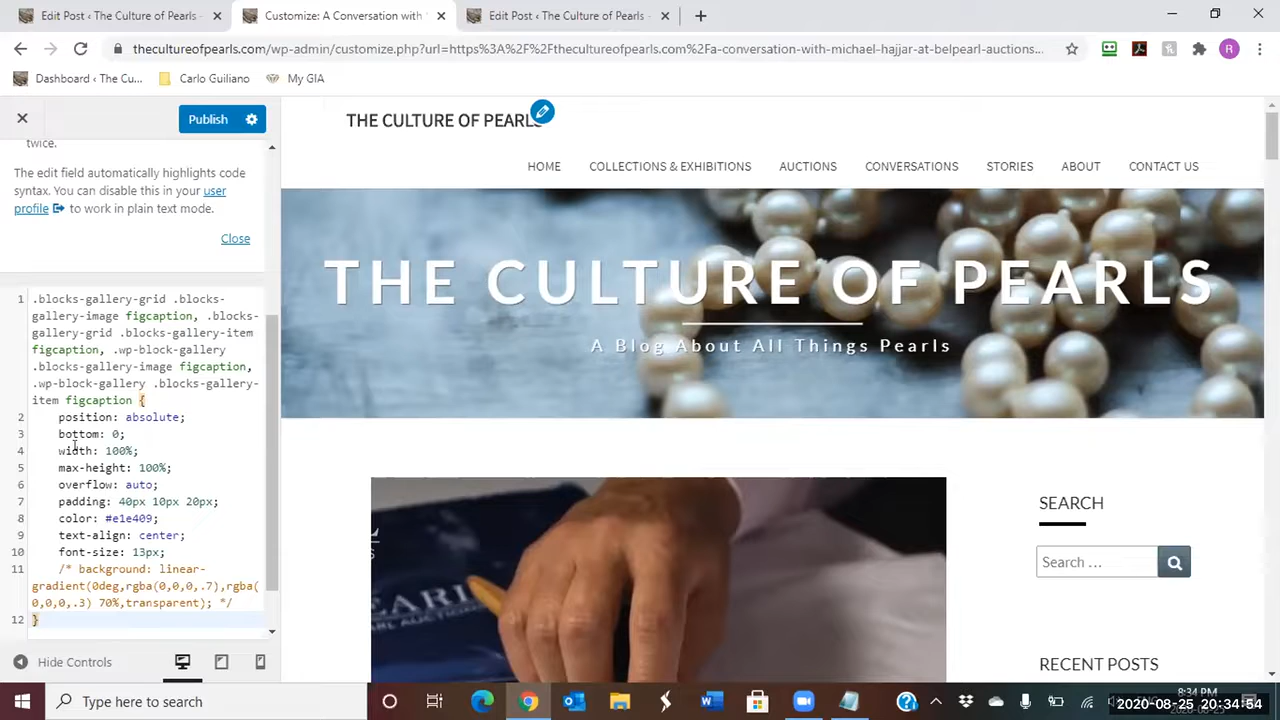 Edit Post ‹ The Culture of Pearls ·
Customize: A Conversation with
Edit Post ‹ The Culture of Pearls ·
thecultureofpearls.com/wp-admin/customize.php?url=https%3A%2F%2Fthecultureofpearls.com%2Fa-conversation-with-michael-hajjar-at-belpearl-auctions...
R
Dashboard ‹ The Cu...
Carlo Guiliano
My GIA
Publish
twice.
The edit field automatically highlights code
syntax. You can disable this in your user
profile to work in plain text mode.
Close
1 .blocks-gallery-grid .blocks-
gallery-image figcaption, .blocks-
gallery-grid .blocks-gallery-item
figcaption, .wp-block-gallery
.blocks-gallery-image figcaption,
.wp-block-gallery .blocks-gallery-
item figcaption {
2 position: absolute;
3 bottom: 0;
4 width: 100%;
5 max-height: 100%;
6 overflow: auto;
7 padding: 40px 10px 20px;
8 color: #e1e409;
9 text-align: center;
10 font-size: 13px;
11 /* background: linear-
gradient(0deg,rgba(0,0,0,.7),rgba(
0,0,0,.3) 70%,transparent); */
12 }
Hide Controls
THE CULTURE OF PEARLS
HOME
COLLECTIONS & EXHIBITIONS
AUCTIONS
CONVERSATIONS
STORIES
ABOUT
CONTACT US
THE CULTURE OF PEARLS
A Blog About All Things Pearls
SEARCH
Search …
RECENT POSTS
Type here to search
8:34 PM
2020-08-25 20:34:54